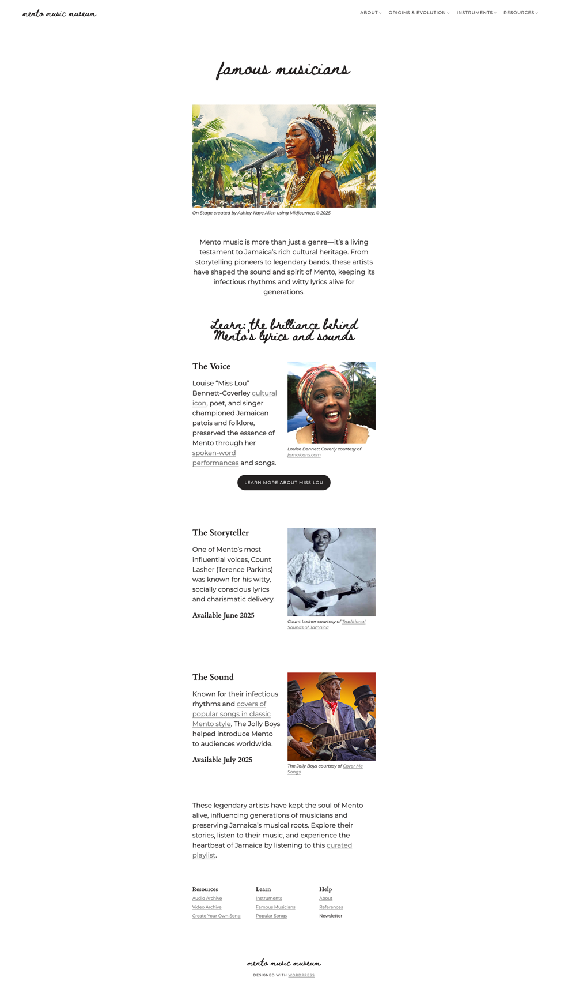 mento music museum
ABOUT ORIGINS & EVOLUTION INSTRUMENTS RESOURCES
famous musicians
On Stage created by Ashley-Kaye Allen using Midjourney, © 2025
Mento music is more than just a genre—it’s a living
testament to Jamaica’s rich cultural heritage. From
storytelling pioneers to legendary bands, these artists
have shaped the sound and spirit of Mento, keeping its
infectious rhythms and witty lyrics alive for
generations.
Learn: the brilliance behind
Mento’s lyrics and sounds
The Voice
Louise “Miss Lou”
Bennett-Coverley cultural
icon, poet, and singer
championed Jamaican
patois and folklore,
preserved the essence of
Mento through her
spoken-word
performances and songs.
Louise Bennett Coverly courtesy of
jamaicans.com
LEARN MORE ABOUT MISS LOU
The Storyteller
One of Mento’s most
influential voices, Count
Lasher (Terence Parkins)
was known for his witty,
socially conscious lyrics
and charismatic delivery.
Available June 2025
Count Lasher courtesy of Traditional
Sounds of Jamaica
The Sound
Known for their infectious
rhythms and covers of
popular songs in classic
Mento style, The Jolly Boys
helped introduce Mento
to audiences worldwide.
Available July 2025
The Jolly Boys courtesy of Cover Me
Songs
These legendary artists have kept the soul of Mento
alive, influencing generations of musicians and
preserving Jamaica’s musical roots. Explore their
stories, listen to their music, and experience the
heartbeat of Jamaica by listening to this curated
playlist.
Resources
Audio Archive
Video Archive
Create Your Own Song
Learn
Instruments
Famous Musicians
Popular Songs
Help
About
References
Newsletter
mento music museum
DESIGNED WITH WORDPRESS